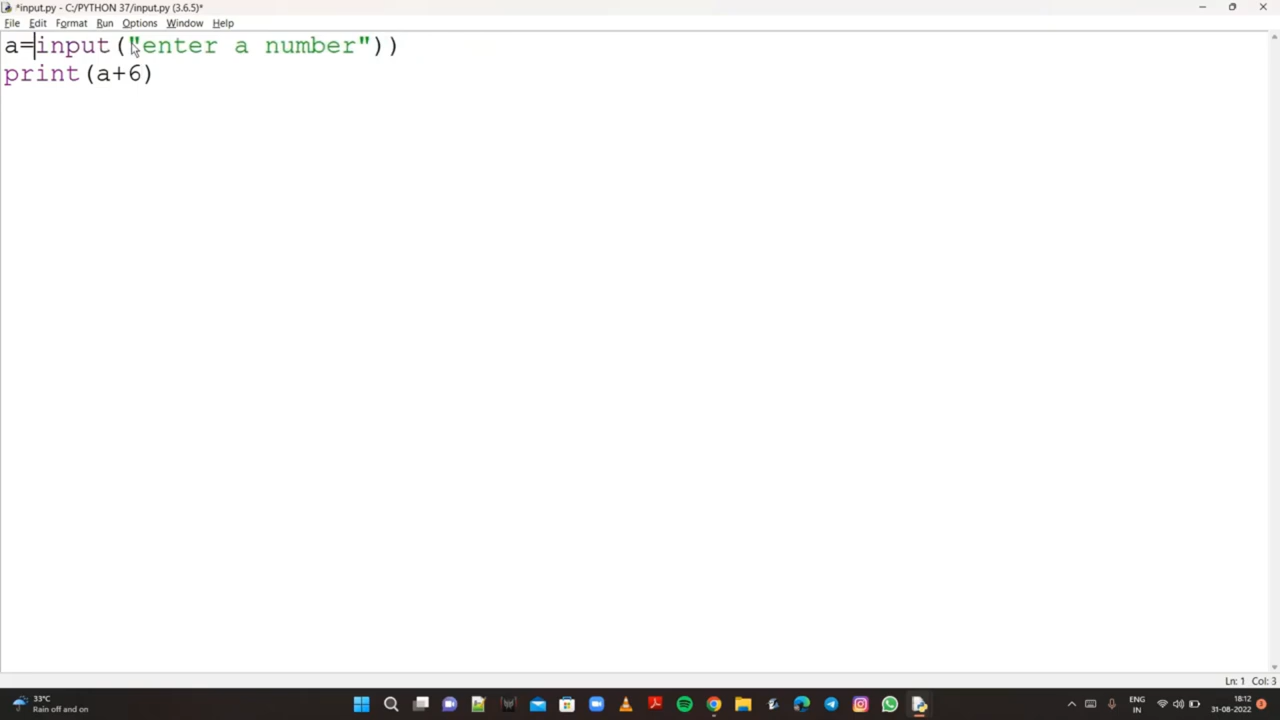 *input.py - C:/PYTHON 37/input.py (3.6.5)*
File Edit Format Run Options Window Help
a=input("enter a number"))
print(a+6)
Ln: 1 Col: 3
33°C
Rain off and on
ENG
IN
18:12
31-08-2022